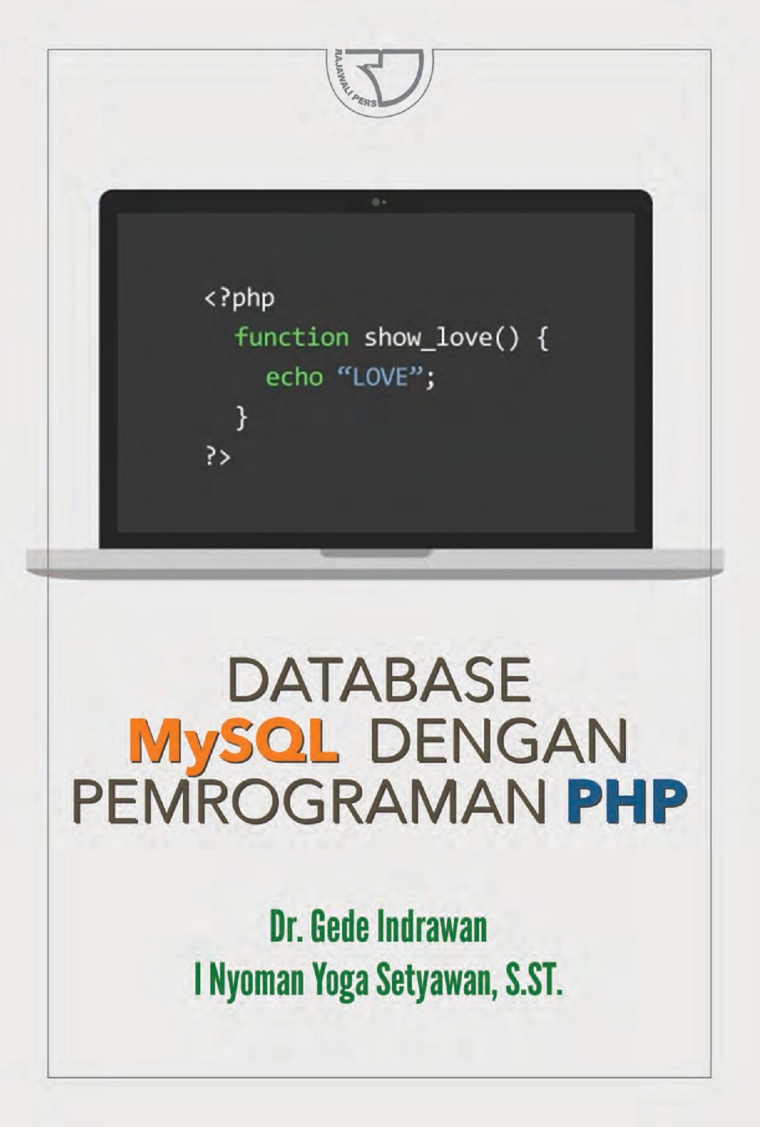 RAJAWALI PERS
<?php
function show_love() {
echo “LOVE”;
}
?>
DATABASE
MySQL DENGAN
PEMROGRAMAN PHP
Dr. Gede Indrawan
I Nyoman Yoga Setyawan, S.ST.